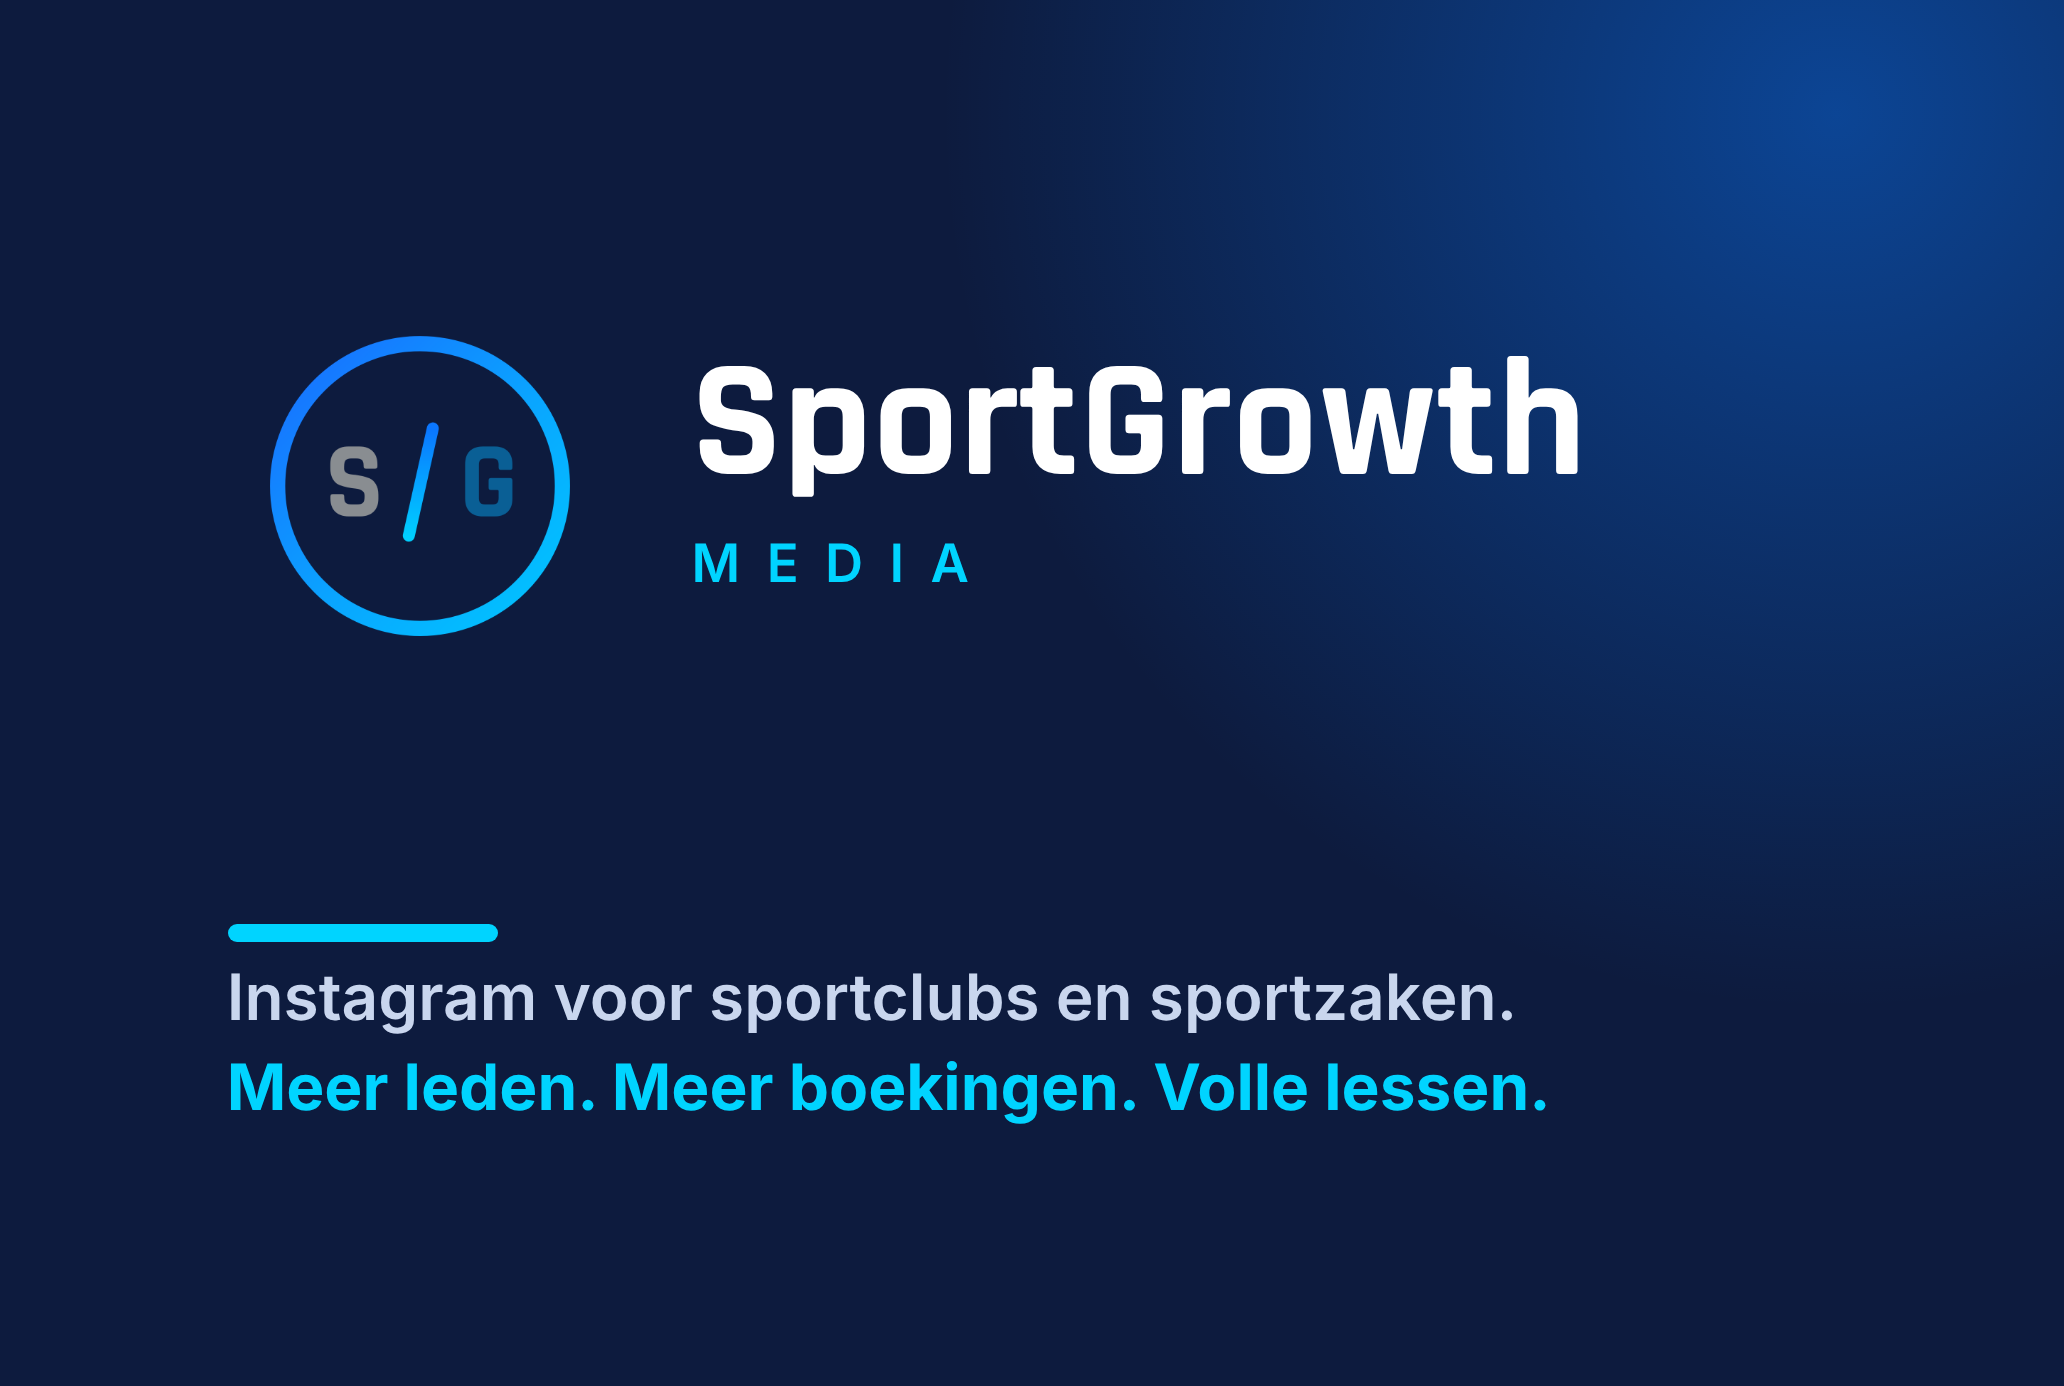 S/G
SportGrowth
MEDIA
Instagram voor sportclubs en sportzaken.
Meer leden. Meer boekingen. Volle lessen.